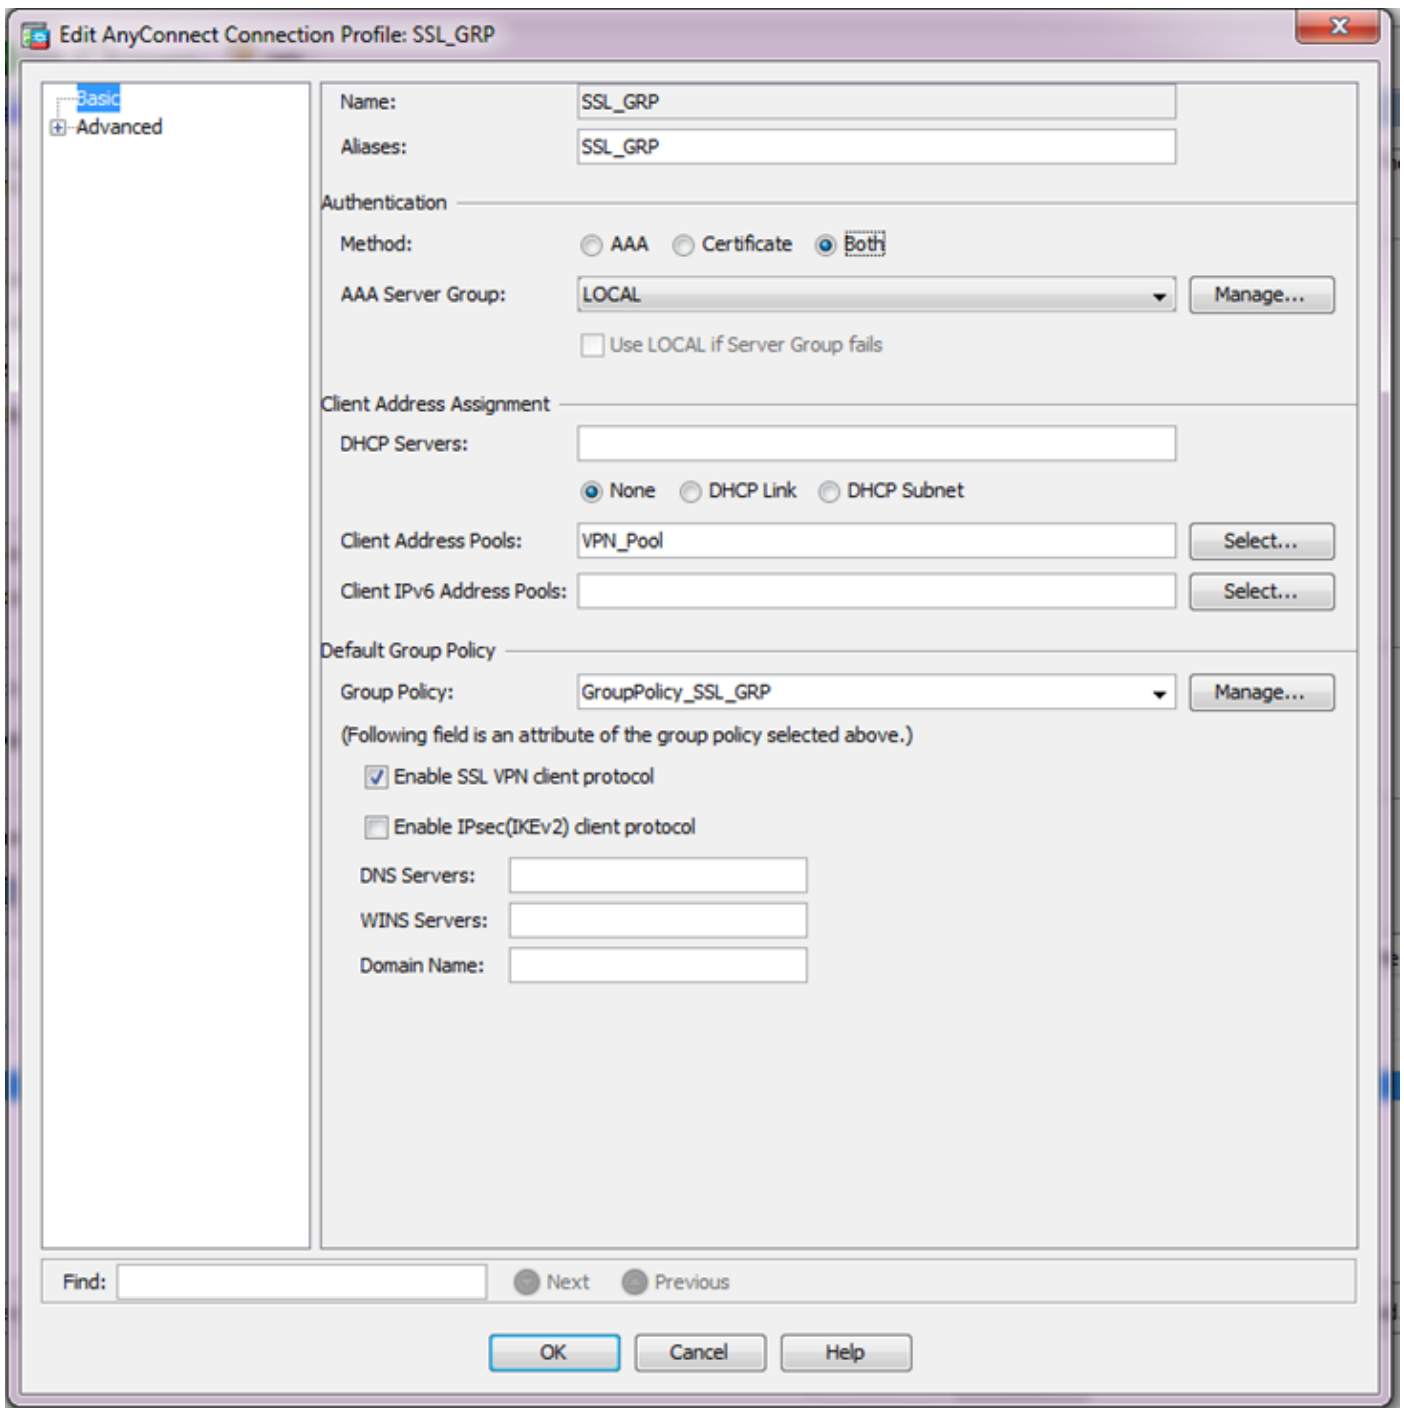 Edit AnyConnect Connection Profile: SSL_GRP
Basic
Advanced
Name: SSL_GRP
Aliases: SSL_GRP
Authentication
Method: AAA Certificate Both
AAA Server Group: LOCAL Manage...
Use LOCAL if Server Group fails
Client Address Assignment
DHCP Servers:
None DHCP Link DHCP Subnet
Client Address Pools: VPN_Pool Select...
Client IPv6 Address Pools: Select...
Default Group Policy
Group Policy: GroupPolicy_SSL_GRP Manage...
(Following field is an attribute of the group policy selected above.)
Enable SSL VPN client protocol
Enable IPsec(IKEv2) client protocol
DNS Servers:
WINS Servers:
Domain Name:
Find: Next Previous
OK Cancel Help